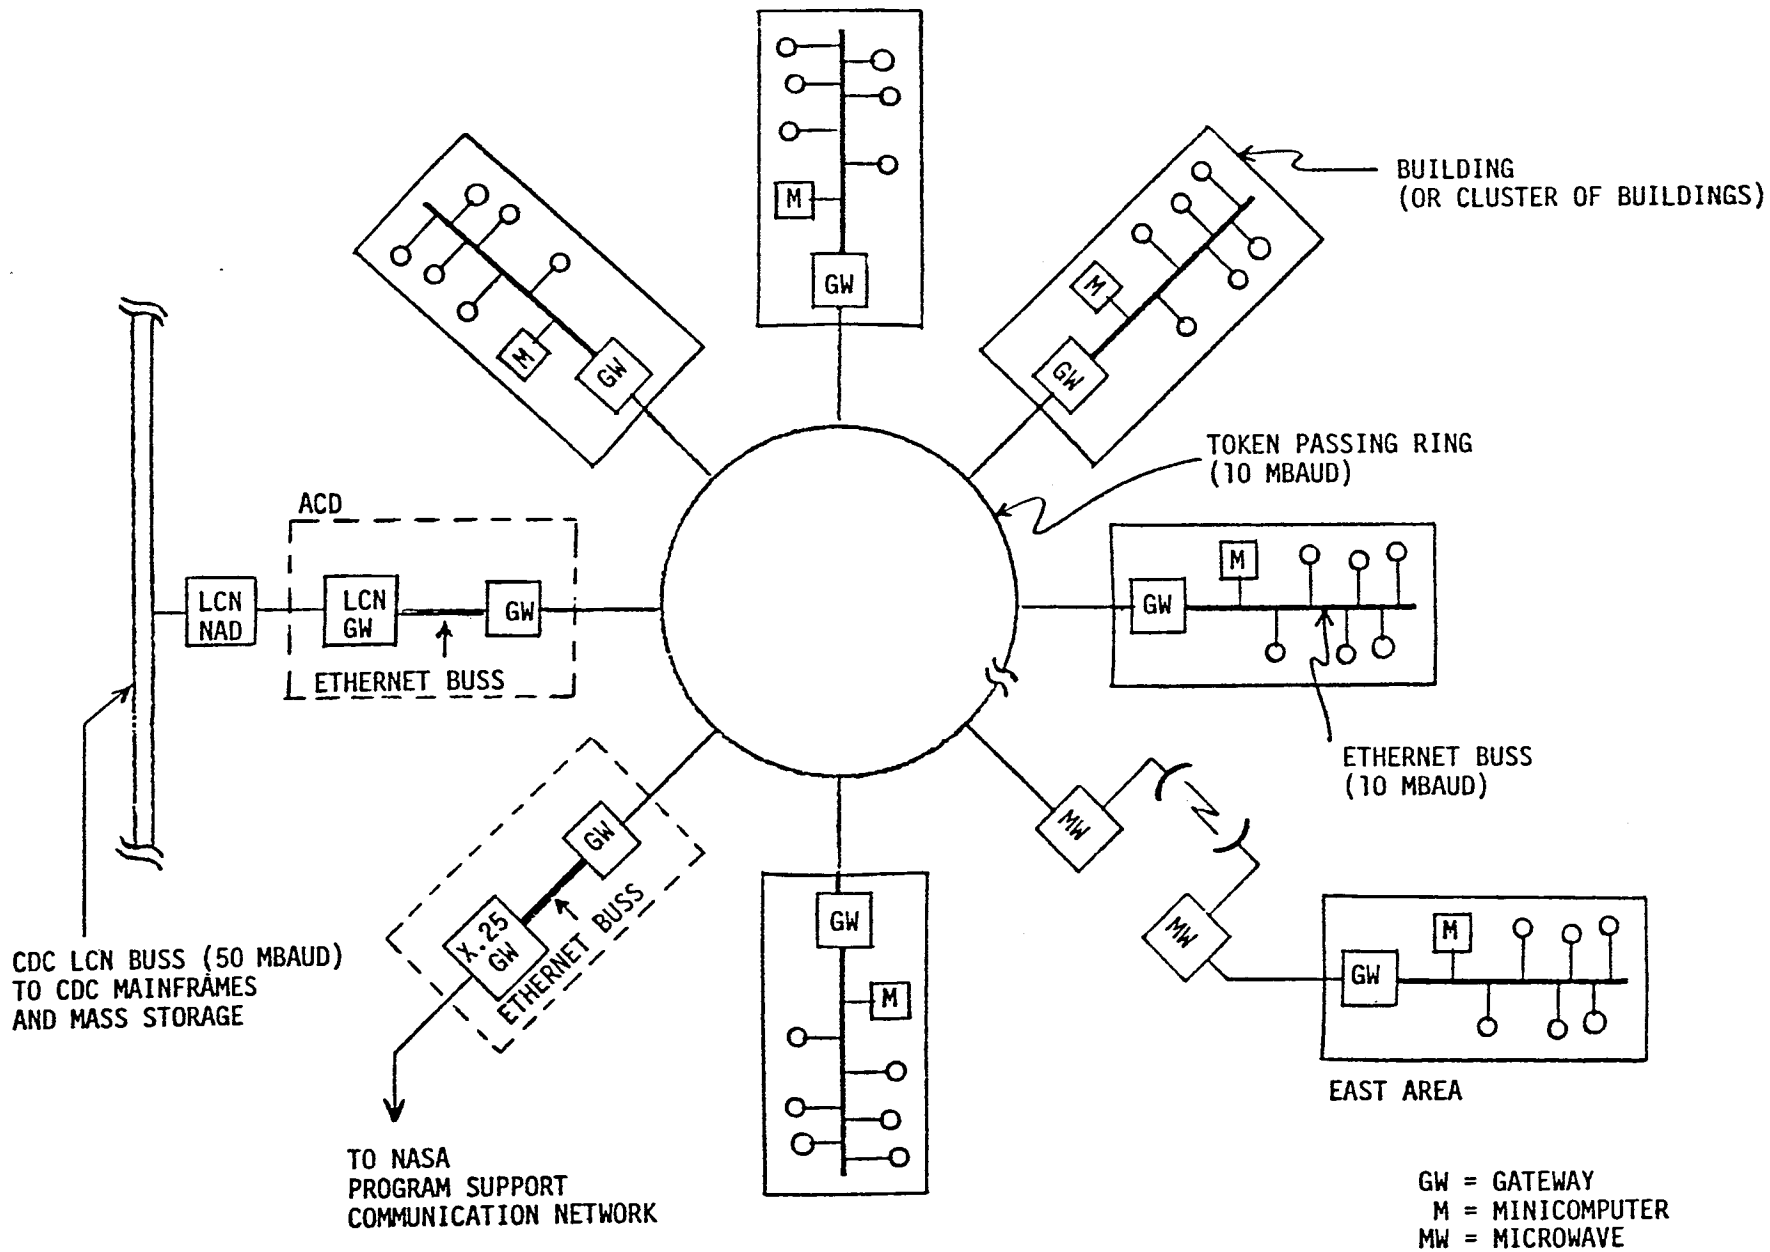 M
GW
BUILDING
(OR CLUSTER OF BUILDINGS)
M
GW
M
GW
TOKEN PASSING RING
(10 MBAUD)
ACD
LCN
NAD
LCN
GW
GW
ETHERNET BUSS
GW
M
ETHERNET BUSS
(10 MBAUD)
MW
MW
GW
X.25
GW
ETHERNET BUSS
GW
M
GW
M
EAST AREA
CDC LCN BUSS (50 MBAUD)
TO CDC MAINFRAMES
AND MASS STORAGE
TO NASA
PROGRAM SUPPORT
COMMUNICATION NETWORK
GW = GATEWAY
M = MINICOMPUTER
MW = MICROWAVE